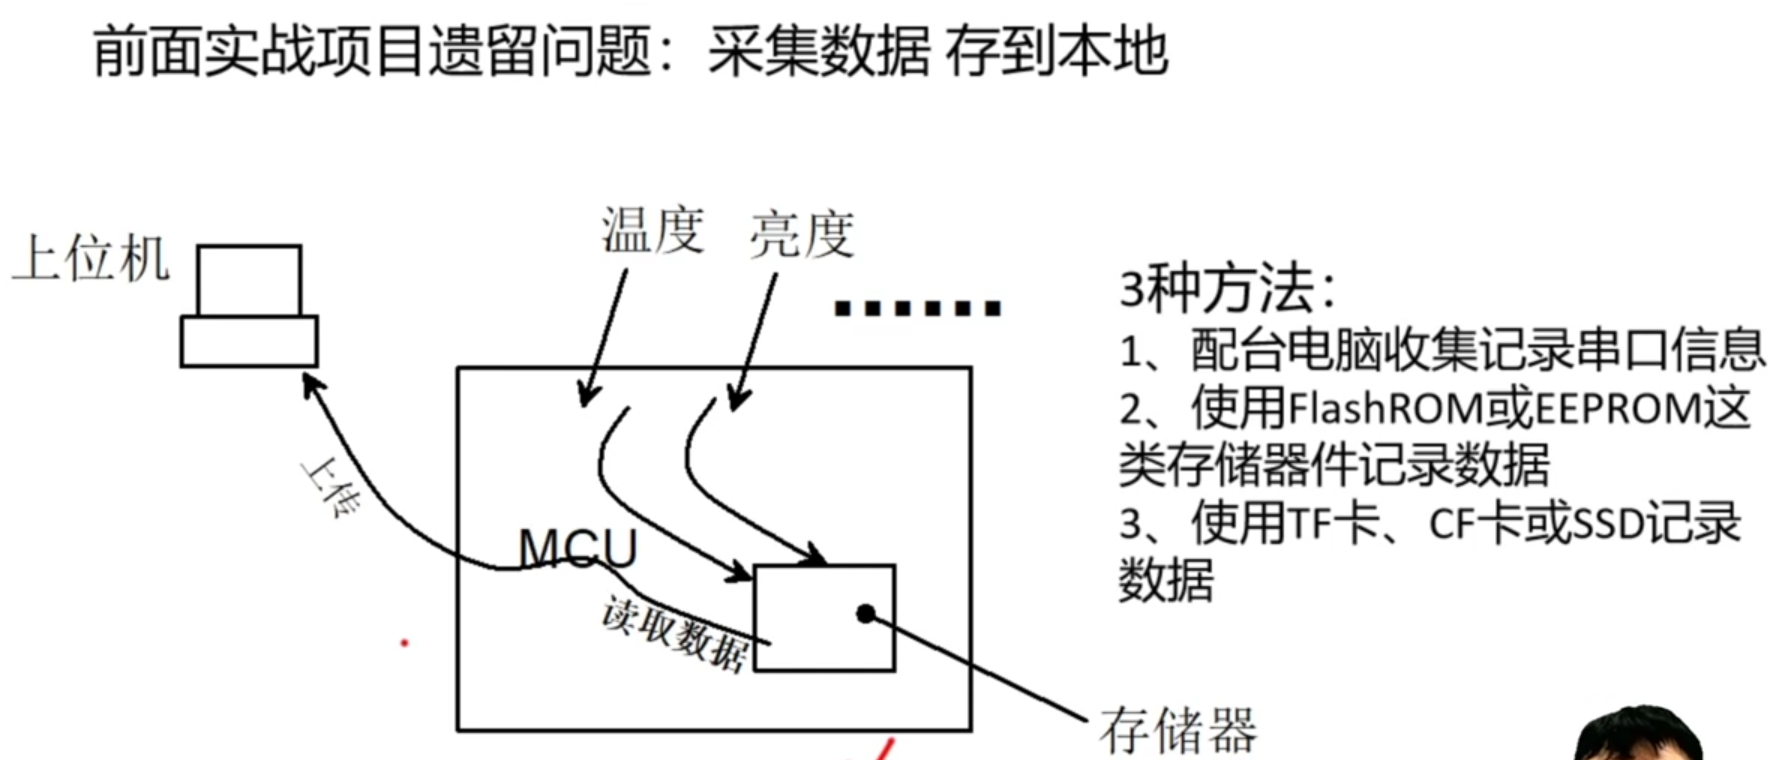 前面实战项目遗留问题：采集数据 存到本地
上位机
温度
亮度
......
上传
MCU
读取数据
存储器
3种方法：
1、配台电脑收集记录串口信息
2、使用FlashROM或EEPROM这
类存储器件记录数据
3、使用TF卡、CF卡或SSD记录
数据